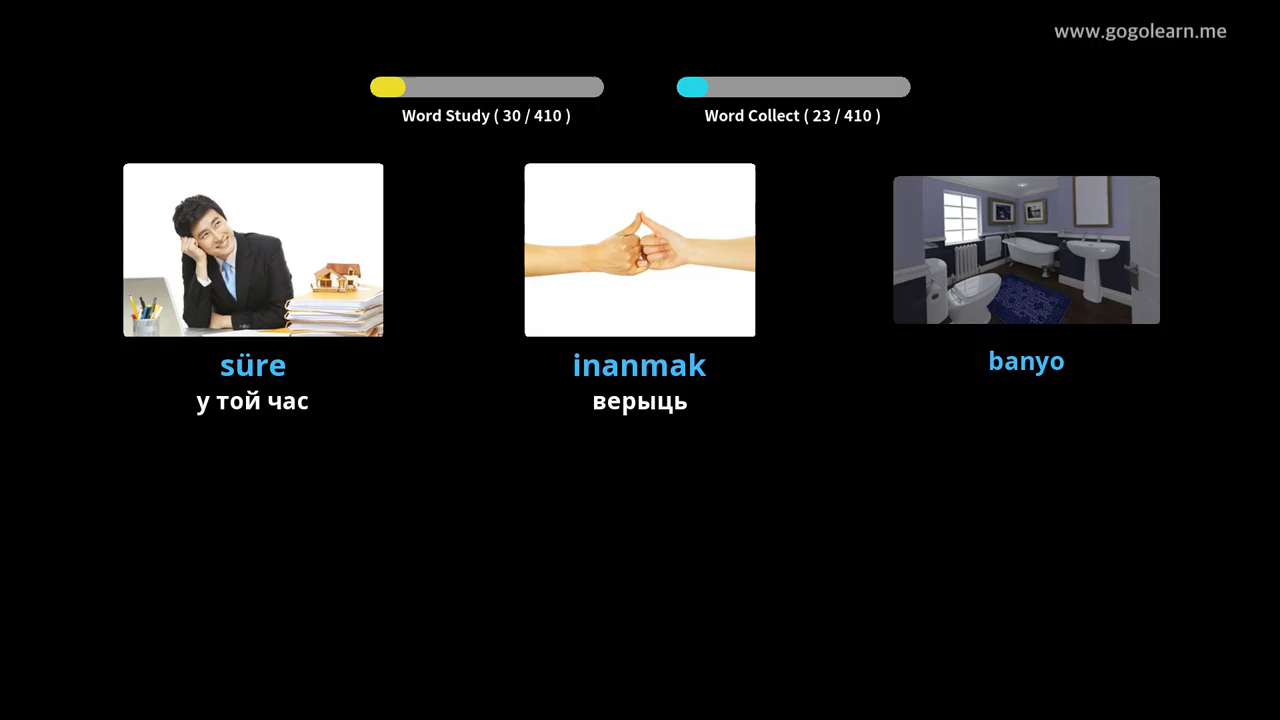 www.gogolearn.me
Word Study ( 30 / 410 )
Word Collect ( 23 / 410 )
süre
у той час
inanmak
верыць
banyo